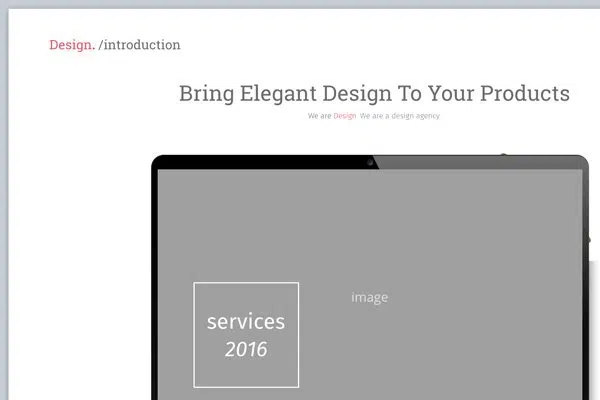 Design. /introduction
Bring Elegant Design To Your Products
We are Design We are a design agency
image
services
2016